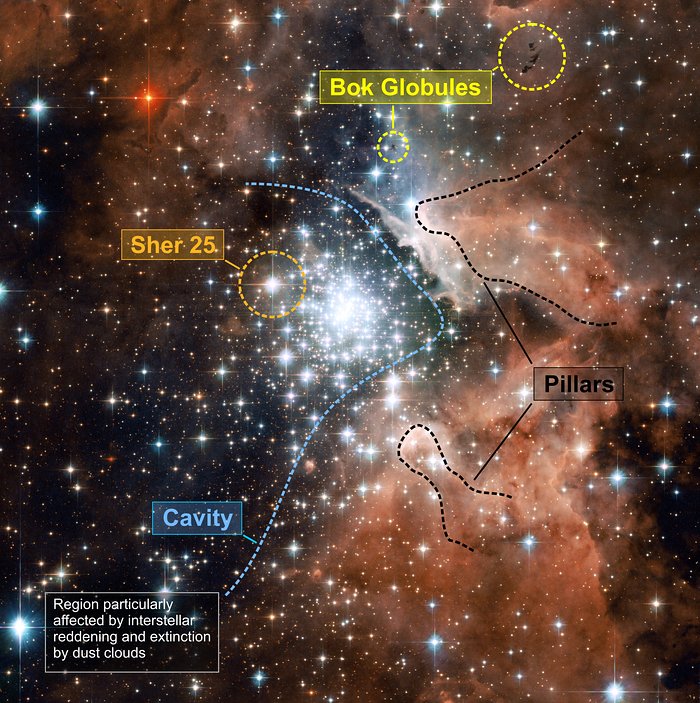 Bok Globules
Sher 25
Pillars
Cavity
Region particularly
affected by interstellar
reddening and extinction
by dust clouds